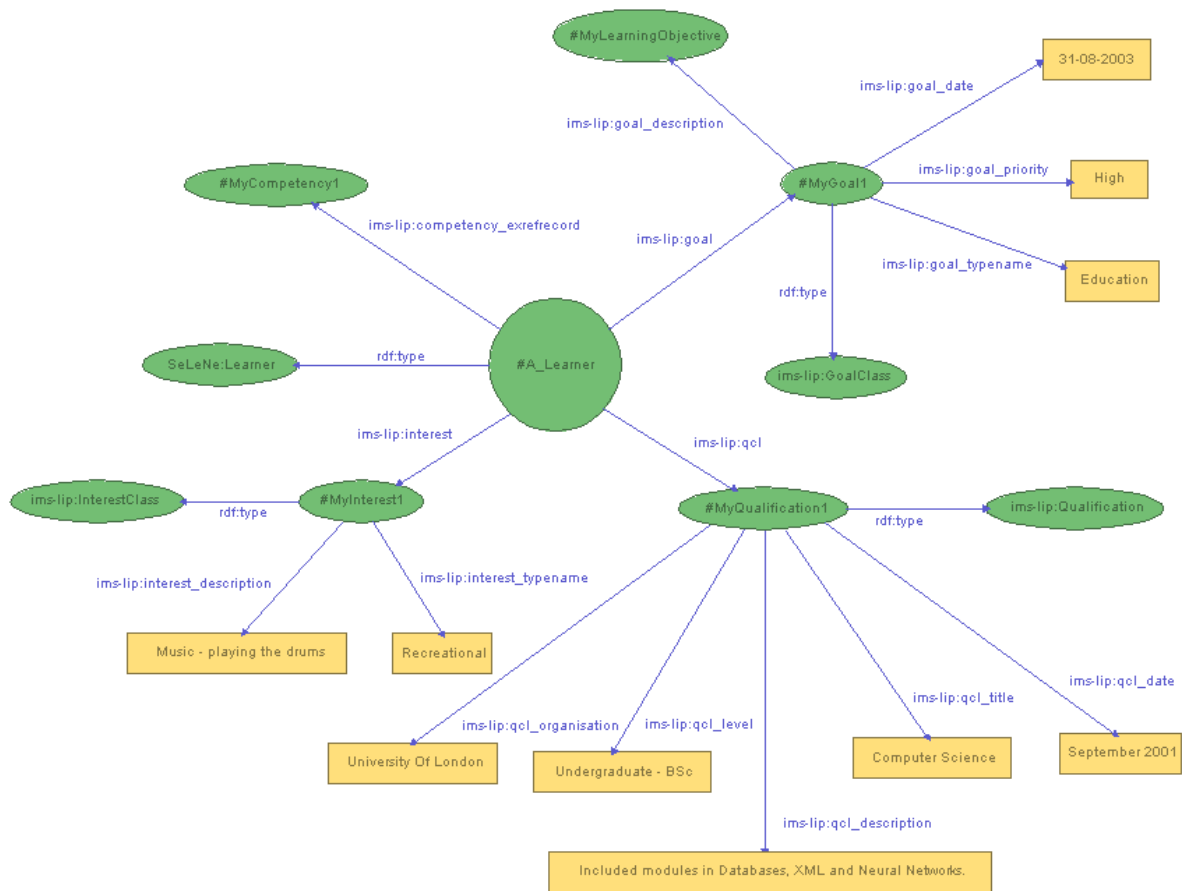 #MyLearningObjective
31-08-2003
ims-lip:goal_date
ims-lip:goal_description
#MyCompetency1
#MyGoal1
ims-lip:goal_priority
High
ims-lip:competency_exrefrecord
ims-lip:goal
ims-lip:goal_typename
Education
rdf:type
SeLeNe:Learner
rdf:type
#A_Learner
ims-lip:GoalClass
ims-lip:interest
ims-lip:qcl
ims-lip:InterestClass
rdf:type
#MyInterest1
#MyQualification1
rdf:type
ims-lip:Qualification
ims-lip:interest_description
ims-lip:interest_typename
Music - playing the drums
Recreational
ims-lip:qcl_date
ims-lip:qcl_title
ims-lip:qcl_organisation
ims-lip:qcl_level
University Of London
Undergraduate - BSc
Computer Science
September 2001
ims-lip:qcl_description
Included modules in Databases, XML and Neural Networks.